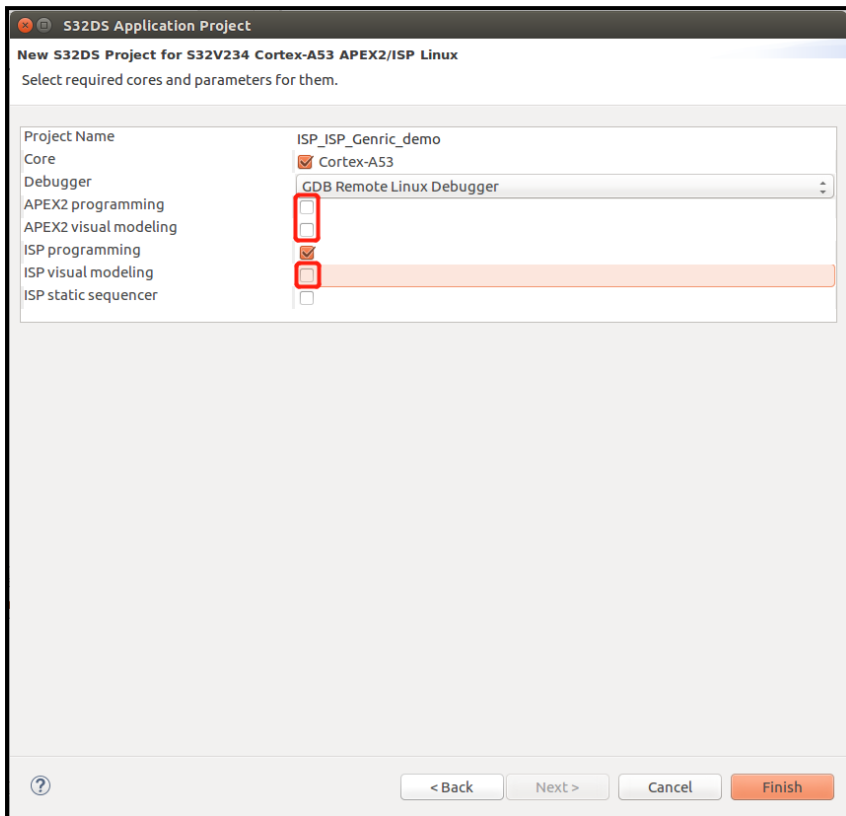 S32DS Application Project
New S32DS Project for S32V234 Cortex-A53 APEX2/ISP Linux
Select required cores and parameters for them.
Project Name ISP_ISP_Genric_demo
Core Cortex-A53
Debugger GDB Remote Linux Debugger
APEX2 programming
APEX2 visual modeling
ISP programming
ISP visual modeling
ISP static sequencer
? < Back Next > Cancel Finish